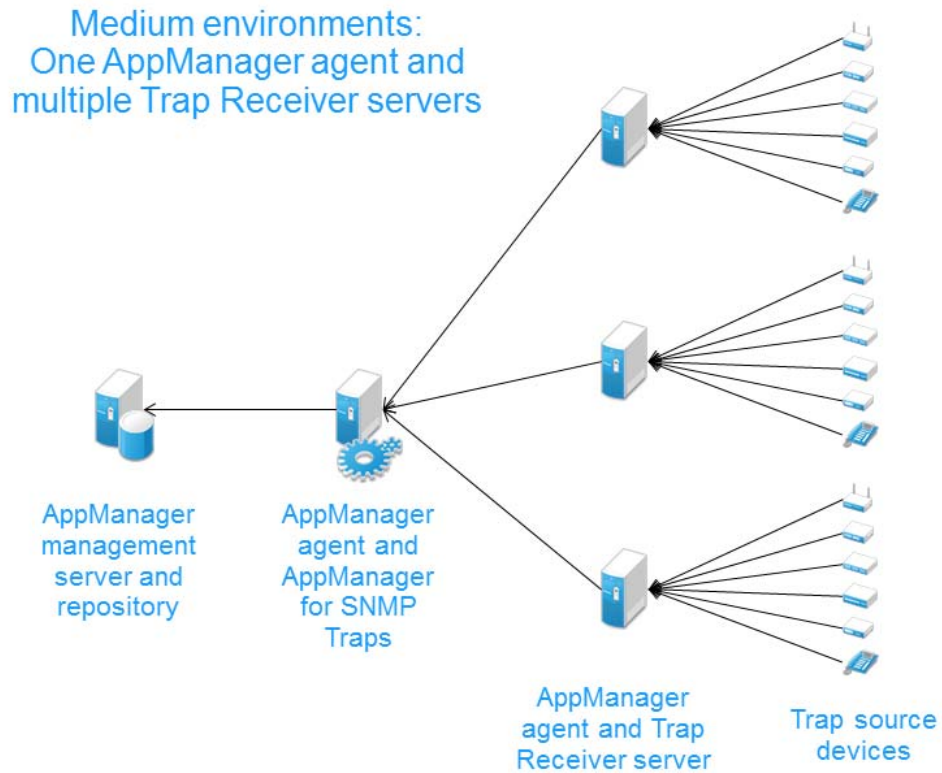 Medium environments:
One AppManager agent and
multiple Trap Receiver servers
AppManager
management
server and
repository
AppManager
agent and
AppManager
for SNMP
Traps
AppManager
agent and Trap
Receiver server
Trap source
devices